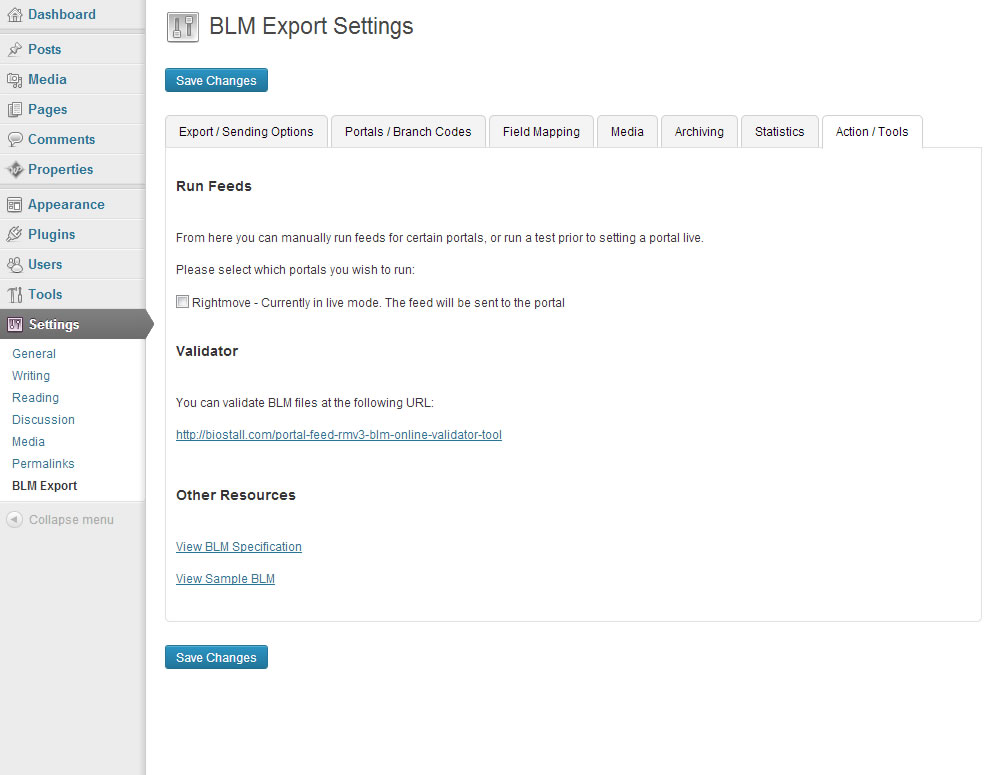 Dashboard
Posts
Media
Pages
Comments
Properties
Appearance
Plugins
Users
Tools
Settings
General
Writing
Reading
Discussion
Media
Permalinks
BLM Export
Collapse menu
BLM Export Settings
Save Changes
Export / Sending Options Portals / Branch Codes Field Mapping Media Archiving Statistics Action / Tools
Run Feeds
From here you can manually run feeds for certain portals, or run a test prior to setting a portal live.
Please select which portals you wish to run:
Rightmove - Currently in live mode. The feed will be sent to the portal
Validator
You can validate BLM files at the following URL:
http://biostall.com/portal-feed-rmv3-blm-online-validator-tool
Other Resources
View BLM Specification
View Sample BLM
Save Changes